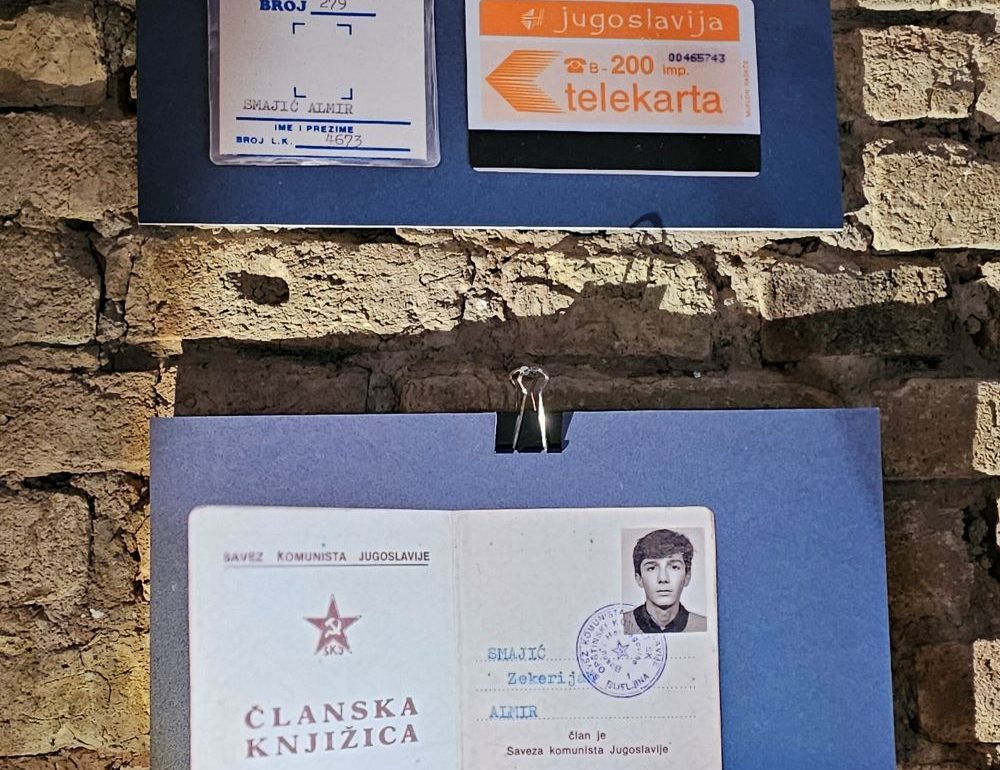 BROJ 279
SMAJIĆ ALMIR
IME I PREZIME
BROJ L.K. 4673
jugoslavija
00465743
B-200 imp.
telekarta
SAVEZ KOMUNISTA JUGOSLAVIJE
SKJ
ČLANSKA
KNJIŽICA
SMAJIĆ
Zekerija
ALMIR
član je
Saveza komunista Jugoslavije